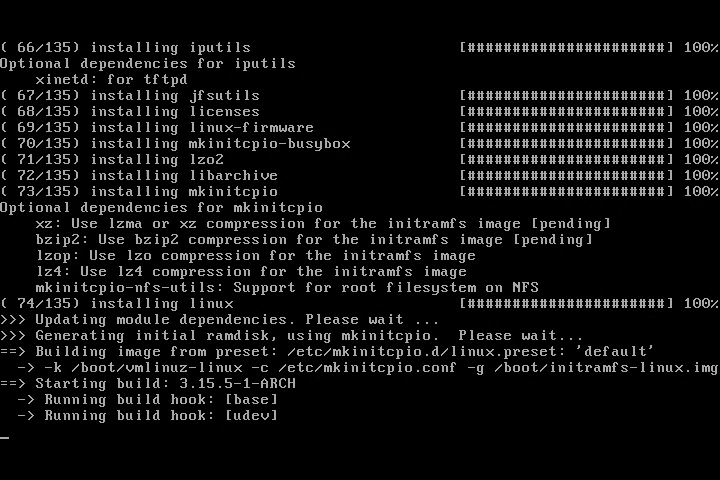 ( 66/135) installing iputils [######################] 100%
Optional dependencies for iputils
xinetd: for tftpd
( 67/135) installing jfsutils [######################] 100%
( 68/135) installing licenses [######################] 100%
( 69/135) installing linux-firmware [######################] 100%
( 70/135) installing mkinitcpio-busybox [######################] 100%
( 71/135) installing lzo2 [######################] 100%
( 72/135) installing libarchive [######################] 100%
( 73/135) installing mkinitcpio [######################] 100%
Optional dependencies for mkinitcpio
xz: Use lzma or xz compression for the initramfs image [pending]
bzip2: Use bzip2 compression for the initramfs image [pending]
lzop: Use lzo compression for the initramfs image
lz4: Use lz4 compression for the initramfs image
mkinitcpio-nfs-utils: Support for root filesystem on NFS
( 74/135) installing linux [######################] 100%
>>> Updating module dependencies. Please wait ...
>>> Generating initial ramdisk, using mkinitcpio.  Please wait...
==> Building image from preset: /etc/mkinitcpio.d/linux.preset: 'default'
-> -k /boot/vmlinuz-linux -c /etc/mkinitcpio.conf -g /boot/initramfs-linux.img
==> Starting build: 3.15.5-1-ARCH
-> Running build hook: [base]
-> Running build hook: [udev]